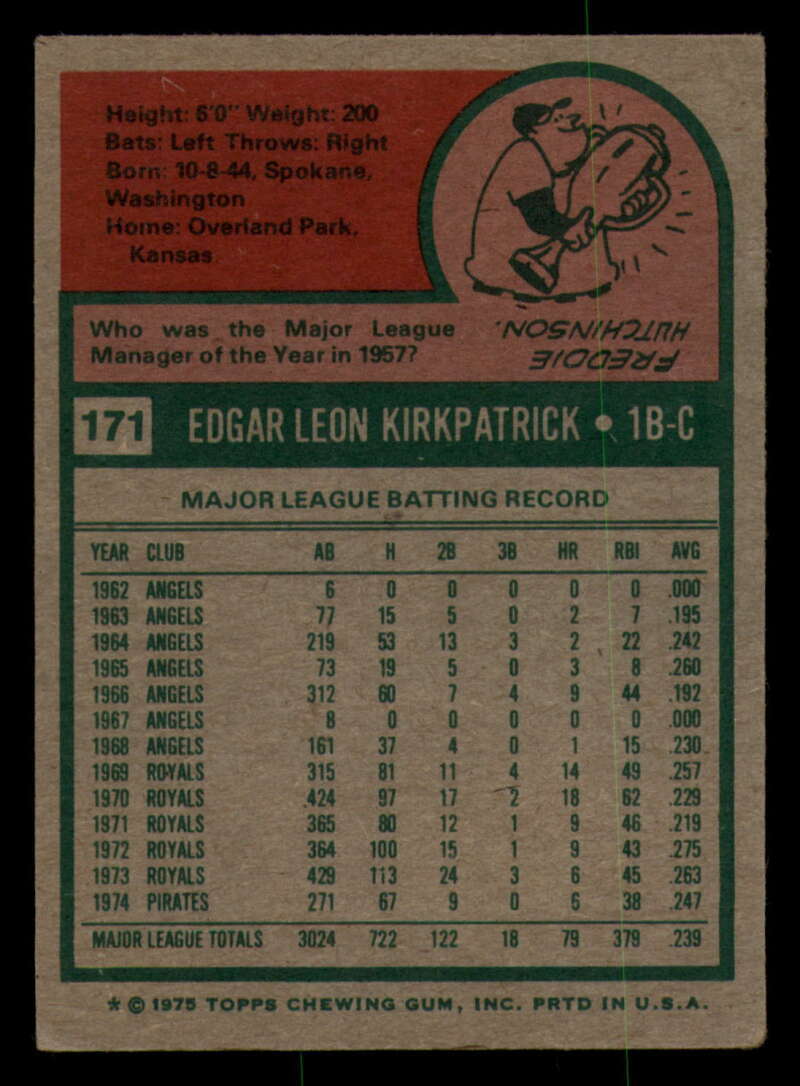 Height: 6'0" Weight: 200
Bats: Left Throws: Right
Born: 10-8-44, Spokane,
Washington
Home: Overland Park,
Kansas
Who was the Major League
Manager of the Year in 1957?
FREDDIE
HUTCHINSON.
171 EDGAR LEON KIRKPATRICK • 1B-C
MAJOR LEAGUE BATTING RECORD
YEAR CLUB AB H 2B 3B HR RBI AVG
1962 ANGELS 6 0 0 0 0 0 .000
1963 ANGELS 77 15 5 0 2 7 .195
1964 ANGELS 219 53 13 3 2 22 .242
1965 ANGELS 73 19 5 0 3 8 .260
1966 ANGELS 312 60 7 4 9 44 .192
1967 ANGELS 8 0 0 0 0 0 .000
1968 ANGELS 161 37 4 0 1 15 .230
1969 ROYALS 315 81 11 4 14 49 .257
1970 ROYALS 424 97 17 2 18 62 .229
1971 ROYALS 365 80 12 1 9 46 .219
1972 ROYALS 364 100 15 1 9 43 .275
1973 ROYALS 429 113 24 3 6 45 .263
1974 PIRATES 271 67 9 0 6 38 .247
MAJOR LEAGUE TOTALS 3024 722 122 18 79 379 .239
* © 1975 TOPPS CHEWING GUM, INC. PRTD IN U.S.A.